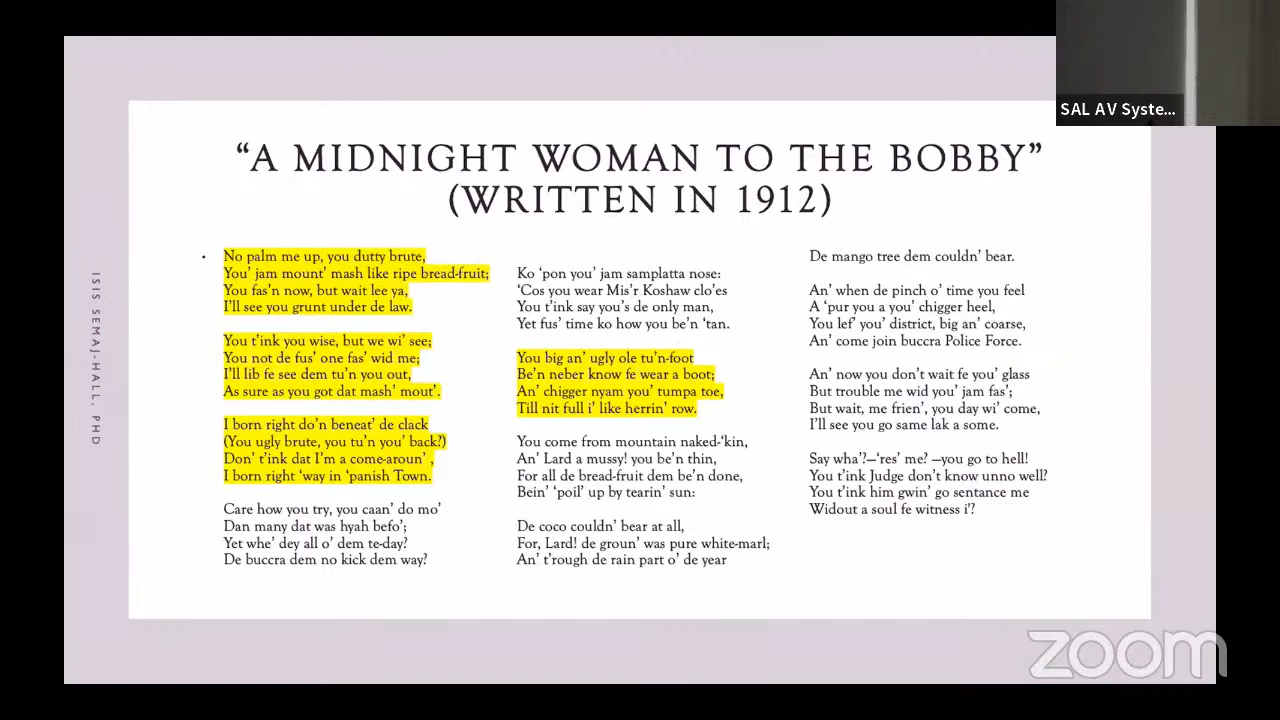 SAL AV Syste...
“A MIDNIGHT WOMAN TO THE BOBBY”
(WRITTEN IN 1912)
ISIS SEMAJ-HALL, PHD
• No palm me up, you dutty brute,
You’ jam mount’ mash like ripe bread-fruit;
You fas’n now, but wait lee ya,
I’ll see you grunt under de law.

You t’ink you wise, but we wi’ see;
You not de fus’ one fas’ wid me;
I’ll lib fe see dem tu’n you out,
As sure as you got dat mash’ mout’.

I born right do’n beneat’ de clack
(You ugly brute, you tu’n you’ back?)
Don’ t’ink dat I’m a come-aroun’ ,
I born right ‘way in ‘panish Town.

Care how you try, you caan’ do mo’
Dan many dat was hyah befo’;
Yet whe’ dey all o’ dem te-day?
De buccra dem no kick dem way?

Ko ‘pon you’ jam samplatta nose:
‘Cos you wear Mis’r Koshaw clo’es
You t’ink say you’s de only man,
Yet fus’ time ko how you be’n ‘tan.

You big an’ ugly ole tu’n-foot
Be’n neber know fe wear a boot;
An’ chigger nyam you’ tumpa toe,
Till nit full i’ like herrin’ row.

You come from mountain naked-‘kin,
An’ Lard a mussy! you be’n thin,
For all de bread-fruit dem be’n done,
Bein’ ‘poil’ up by tearin’ sun:

De coco couldn’ bear at all,
For, Lard! de groun’ was pure white-marl;
An’ t’rough de rain part o’ de year
De mango tree dem couldn’ bear.

An’ when de pinch o’ time you feel
A ‘pur you a you’ chigger heel,
You lef’ you’ district, big an’ coarse,
An’ come join buccra Police Force.

An’ now you don’t wait fe you’ glass
But trouble me wid you’ jam fas’;
But wait, me frien’, you day wi’ come,
I’ll see you go same lak a some.

Say wha’?—‘res’ me? —you go to hell!
You t’ink Judge don’t know unno well?
You t’ink him gwin’ go sentance me
Widout a soul fe witness i’?
zoom